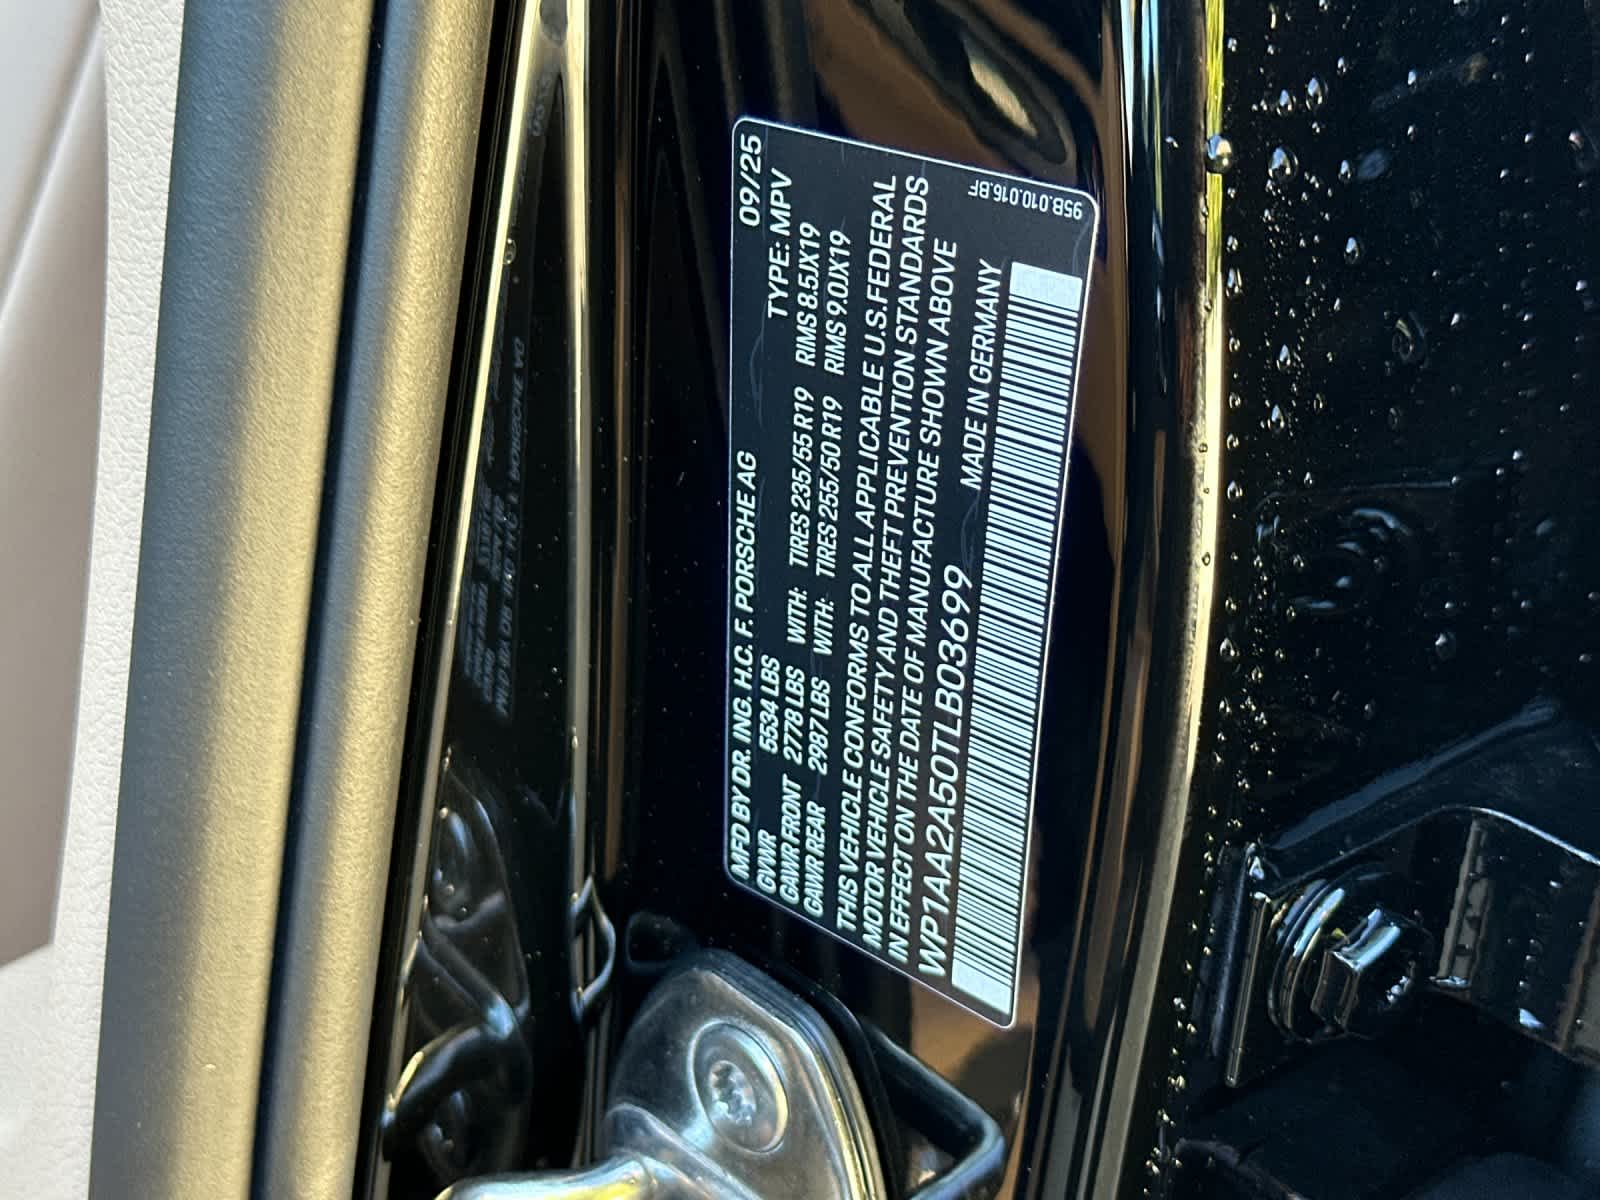 09/25
MFD BY DR. ING. H.C. F. PORSCHE AG
TYPE: MPV
GVWR 5534 LBS
GAWR FRONT 2778 LBS WITH: TIRES 235/55 R19 RIMS 8.5JX19
GAWR REAR 2987 LBS WITH: TIRES 255/50 R19 RIMS 9.0JX19
THIS VEHICLE CONFORMS TO ALL APPLICABLE U.S.FEDERAL
MOTOR VEHICLE SAFETY AND THEFT PREVENTION STANDARDS
IN EFFECT ON THE DATE OF MANUFACTURE SHOWN ABOVE
WP1AA2A50TLB03699 MADE IN GERMANY
95B.010.016.BF